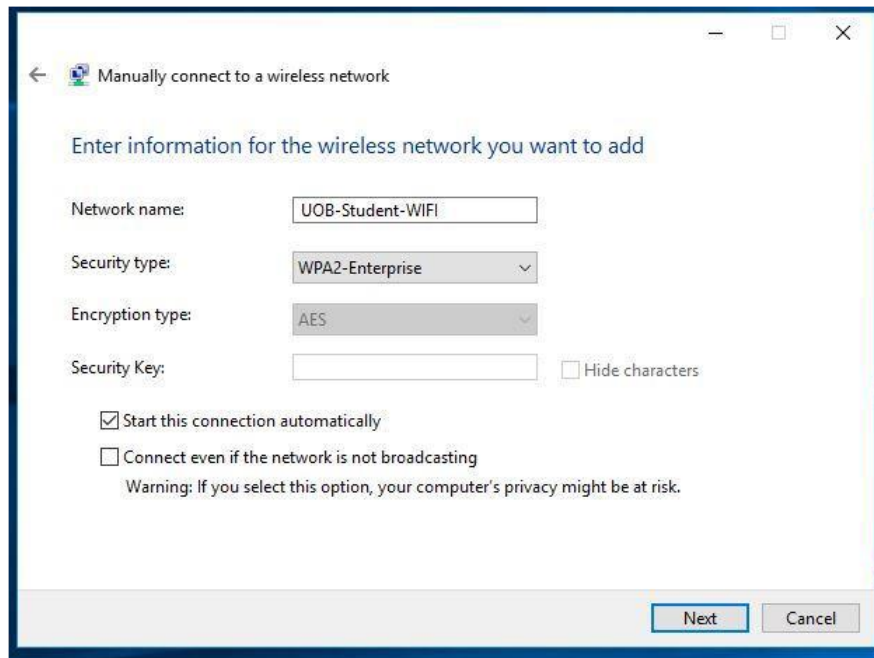 Manually connect to a wireless network
Enter information for the wireless network you want to add
Network name: UOB-Student-WIFI
Security type: WPA2-Enterprise
Encryption type: AES
Security Key: Hide characters
Start this connection automatically
Connect even if the network is not broadcasting
Warning: If you select this option, your computer's privacy might be at risk.
Next Cancel